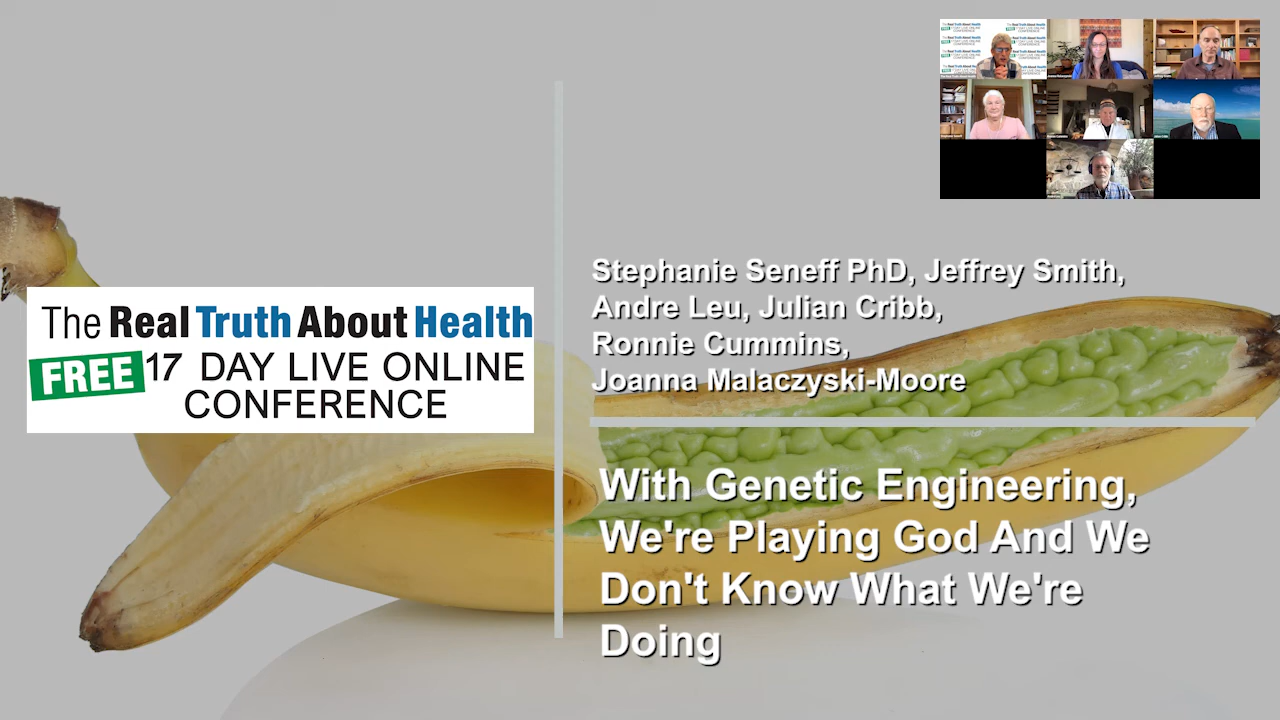 The Real Truth About Health
FREE 17 DAY LIVE ONLINE
CONFERENCE
Stephanie Seneff PhD, Jeffrey Smith,
Andre Leu, Julian Cribb,
Ronnie Cummins,
Joanna Malaczyski-Moore
With Genetic Engineering,
We're Playing God And We
Don't Know What We're
Doing